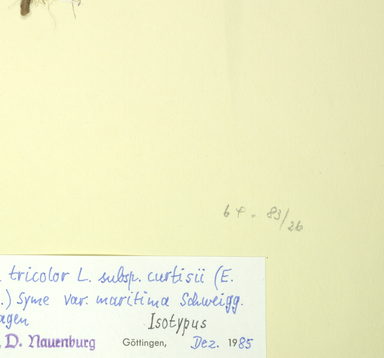 64 - 83/26
. tricolor L. subsp. curtisii (E.
.) Syme var. maritima Schweigg.
agen
Isotypus
. D. Nauenburg Göttingen, Dez. 1985